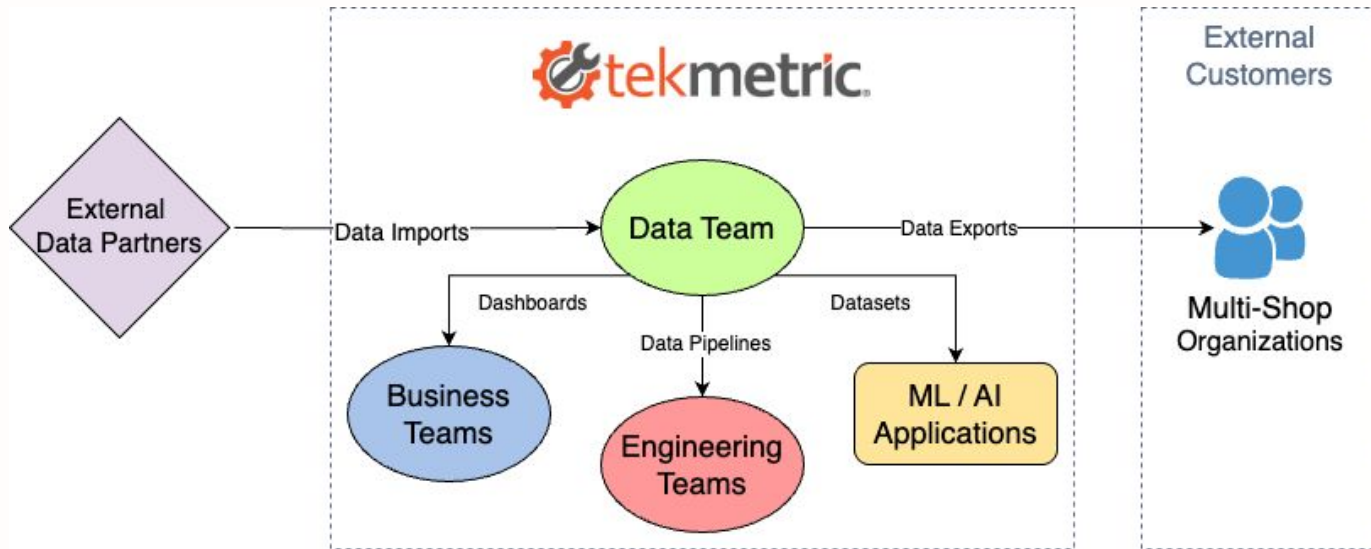 tekmetric®
External
Customers
External
Data Partners
Data Imports
Data Team
Data Exports
Dashboards
Data Pipelines
Datasets
Business
Teams
Engineering
Teams
ML / AI
Applications
Multi-Shop
Organizations